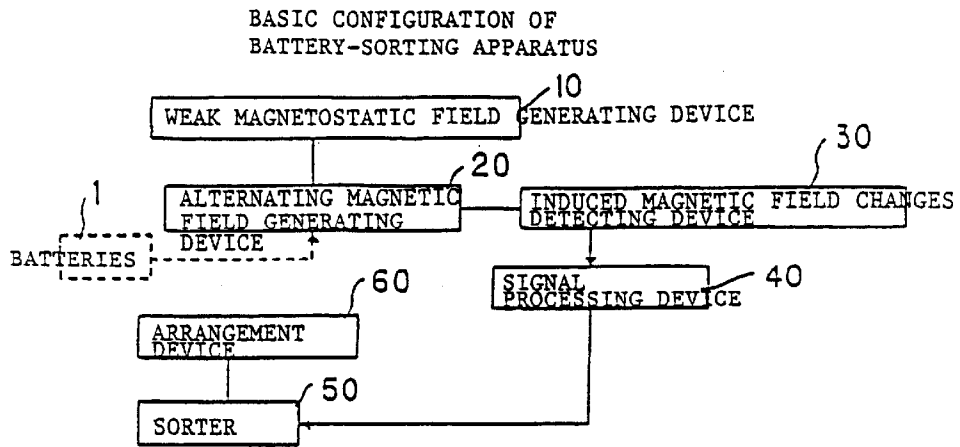 BASIC CONFIGURATION OF
BATTERY-SORTING APPARATUS
10
WEAK MAGNETOSTATIC FIELD GENERATING DEVICE
20
30
ALTERNATING MAGNETIC
FIELD GENERATING
DEVICE
INDUCED MAGNETIC FIELD CHANGES
DETECTING DEVICE
1
BATTERIES
SIGNAL
PROCESSING DEVICE
40
60
ARRANGEMENT
DEVICE
50
SORTER